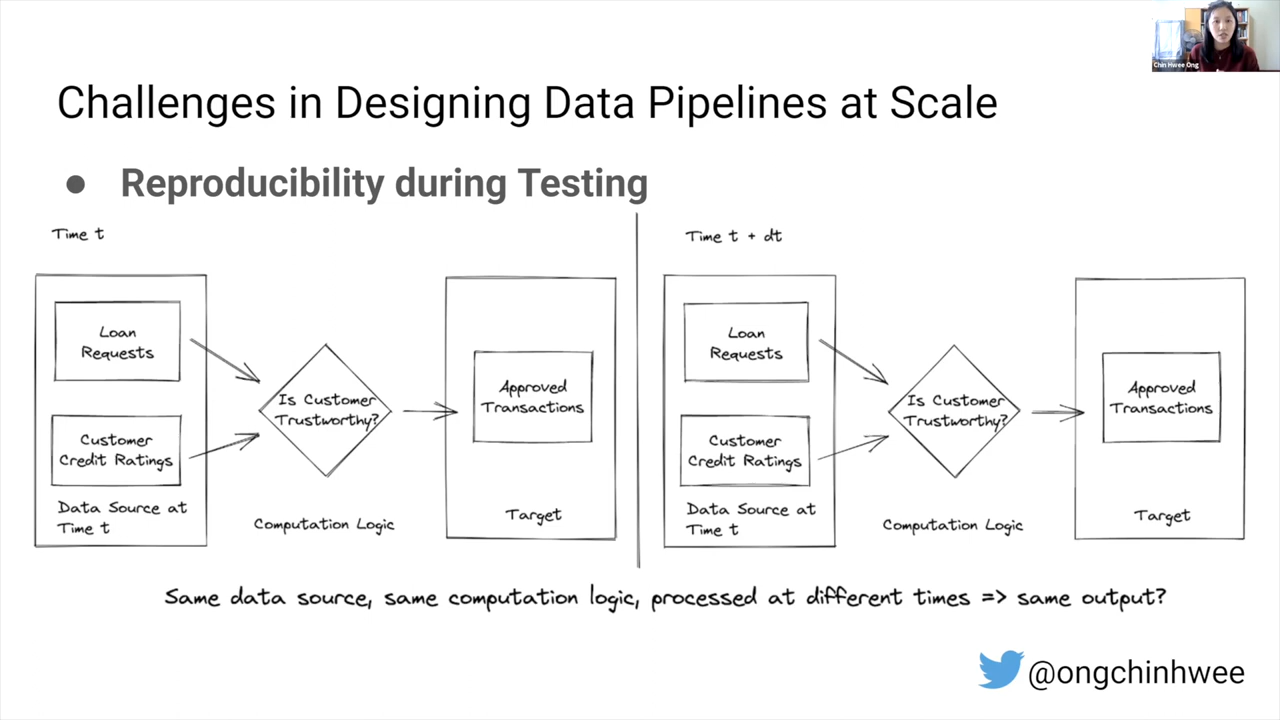 Chin Hwee Ong
Challenges in Designing Data Pipelines at Scale
● Reproducibility during Testing
Time t
Loan
Requests
Customer
Credit Ratings
Data Source at
Time t
Is Customer
Trustworthy?
Computation Logic
Approved
Transactions
Target
Time t + dt
Loan
Requests
Customer
Credit Ratings
Data Source at
Time t
Is Customer
Trustworthy?
Computation Logic
Approved
Transactions
Target
Same data source, same computation logic, processed at different times => same output?
@ongchinhwee